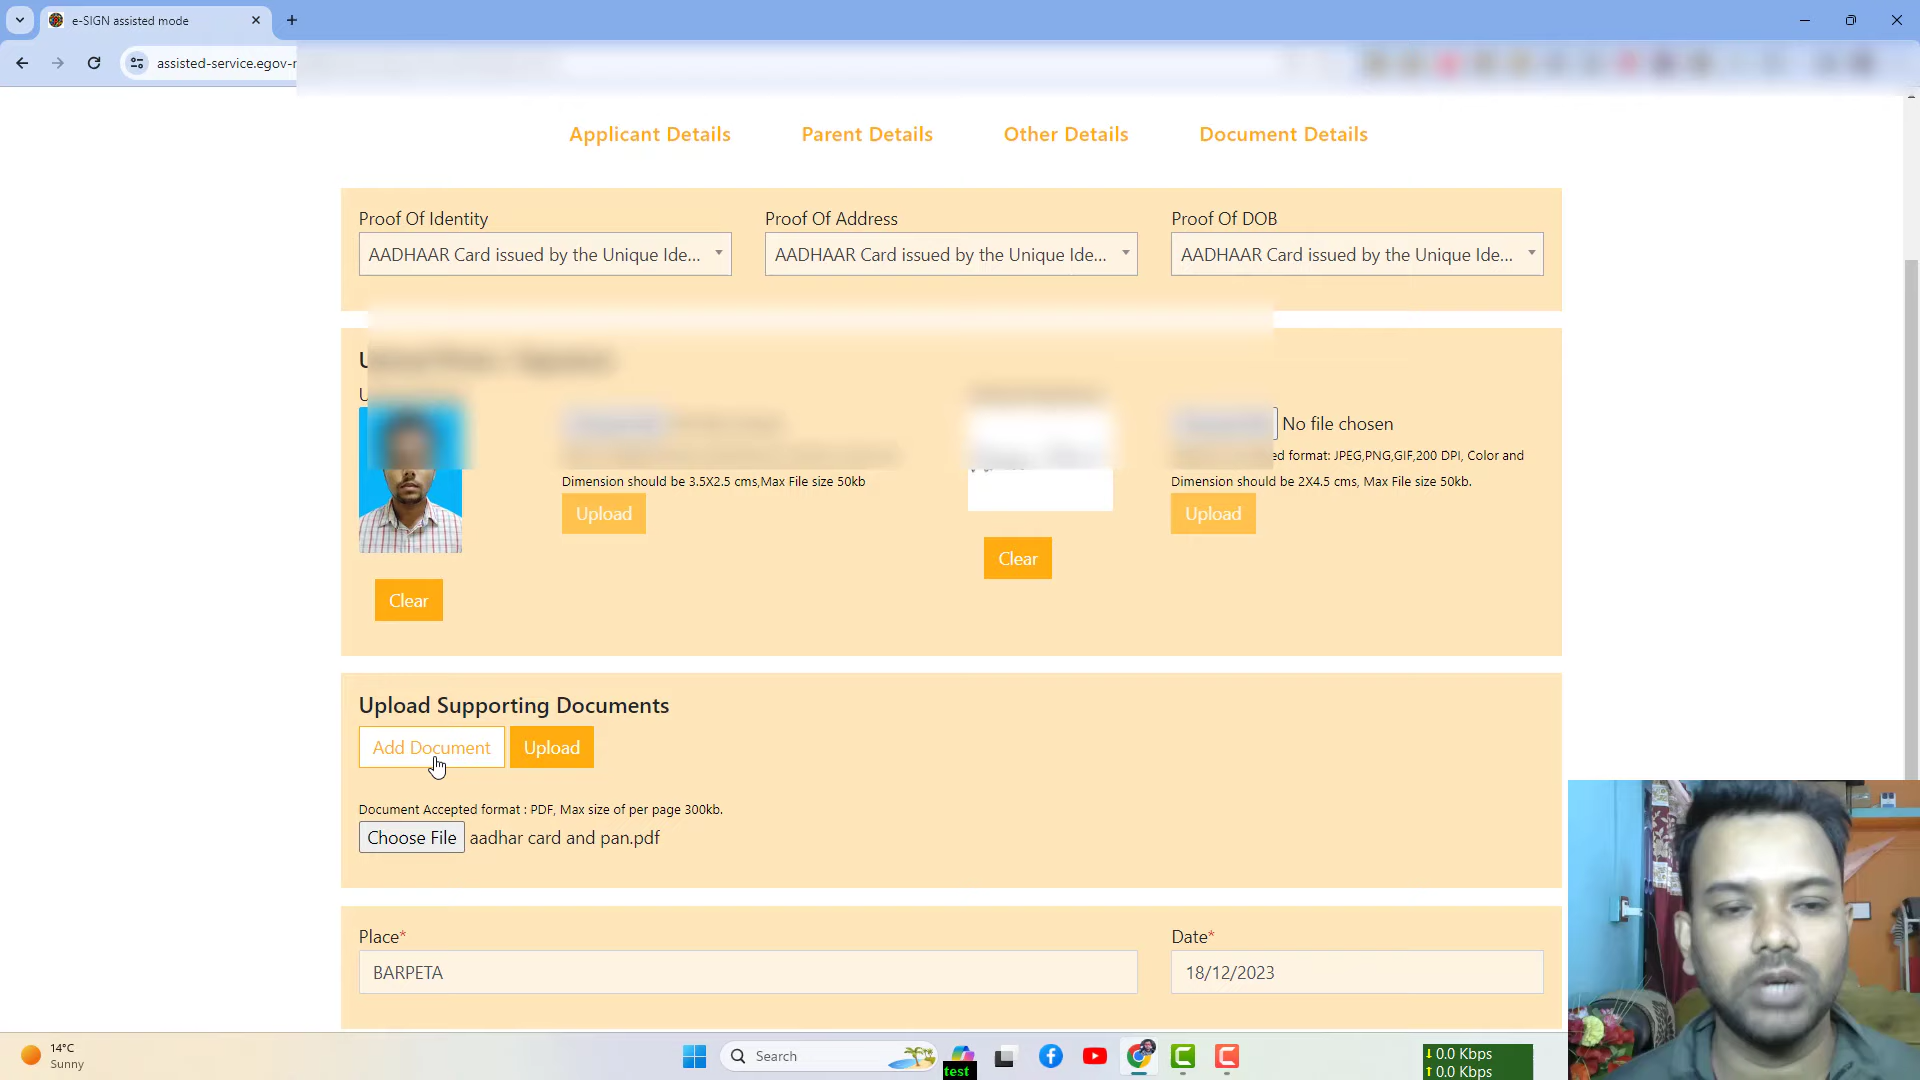 e-SIGN assisted mode
assisted-service.egov-
Applicant Details
Parent Details
Other Details
Document Details
Proof Of Identity
Proof Of Address
Proof Of DOB
AADHAAR Card issued by the Unique Ide...
AADHAAR Card issued by the Unique Ide...
AADHAAR Card issued by the Unique Ide...
No file chosen
ed format: JPEG,PNG,GIF,200 DPI, Color and
Dimension should be 3.5X2.5 cms,Max File size 50kb
Dimension should be 2X4.5 cms, Max File size 50kb.
Upload
Upload
Clear
Clear
Upload Supporting Documents
Add Document
Upload
Document Accepted format : PDF, Max size of per page 300kb.
Choose File aadhar card and pan.pdf
Place*
Date*
BARPETA
18/12/2023
14°C
Sunny
Search
test
0.0 Kbps
0.0 Kbps